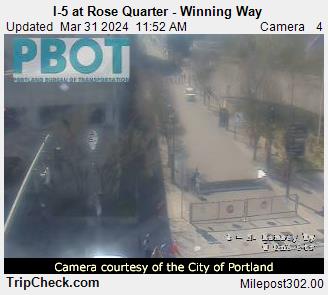 I-5 at Rose Quarter - Winning Way
Updated Mar 31 2024 11:52 AM Camera 4
PBOT
PORTLAND BUREAU OF TRANSPORTATION
Camera courtesy of the City of Portland
TripCheck.com Milepost302.00